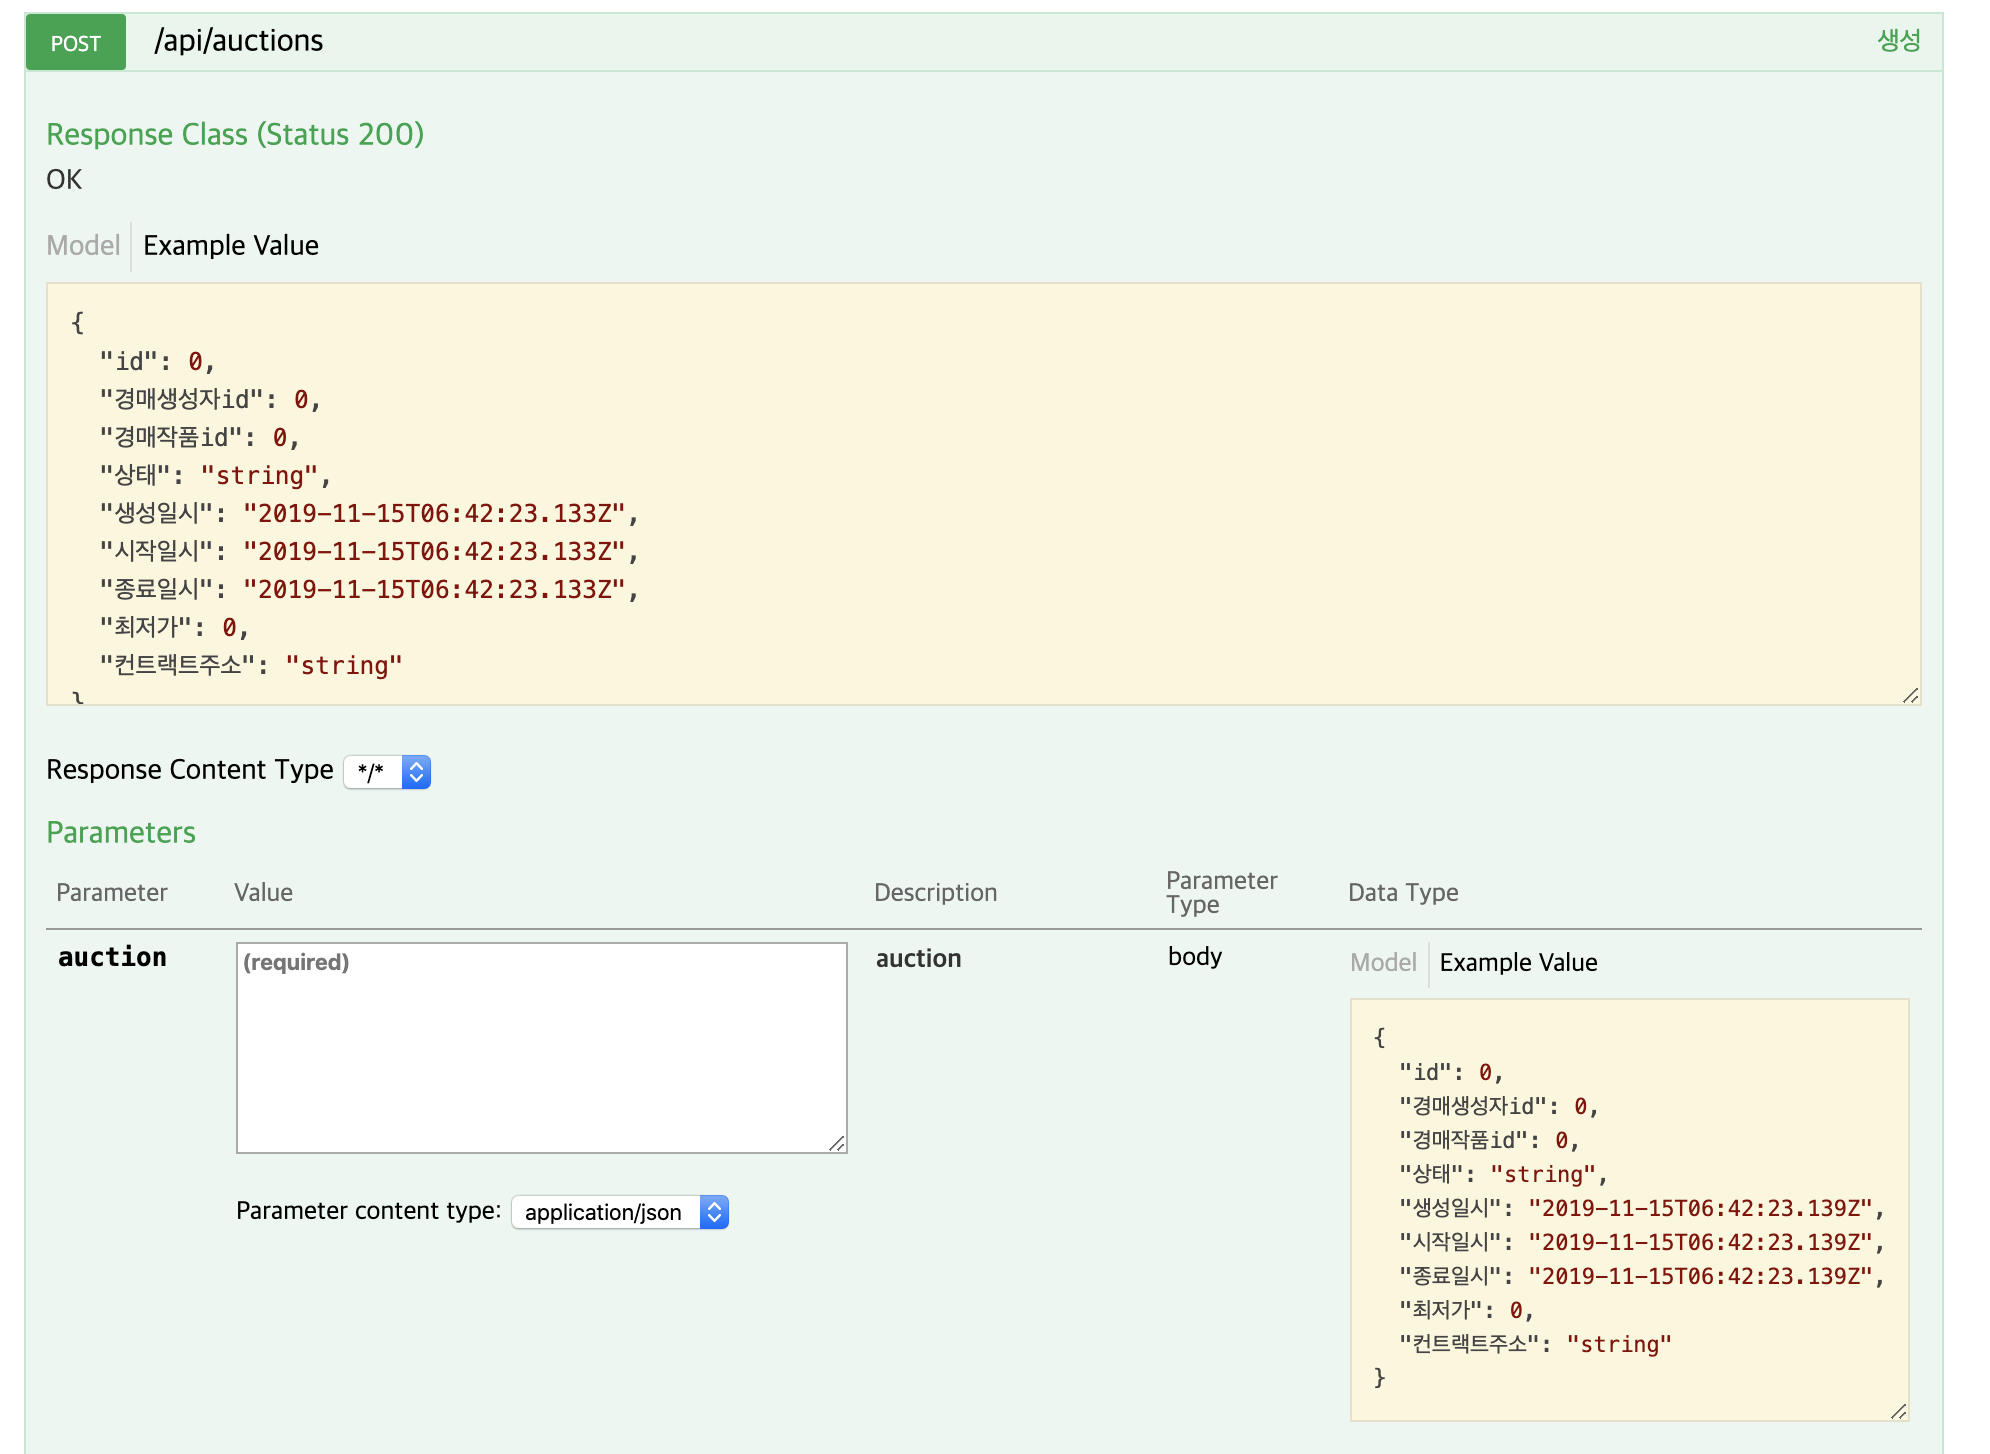 POST /api/auctions 생성
Response Class (Status 200)
OK
Model Example Value
{
"id": 0,
"경매생성자id": 0,
"경매작품id": 0,
"상태": "string",
"생성일시": "2019-11-15T06:42:23.133Z",
"시작일시": "2019-11-15T06:42:23.133Z",
"종료일시": "2019-11-15T06:42:23.133Z",
"최저가": 0,
"컨트랙트주소": "string"
}
Response Content Type */*
Parameters
Parameter Value Description Parameter Type Data Type
auction (required) auction body Model Example Value
{
"id": 0,
"경매생성자id": 0,
"경매작품id": 0,
"상태": "string",
"생성일시": "2019-11-15T06:42:23.139Z",
"시작일시": "2019-11-15T06:42:23.139Z",
"종료일시": "2019-11-15T06:42:23.139Z",
"최저가": 0,
"컨트랙트주소": "string"
}
Parameter content type: application/json